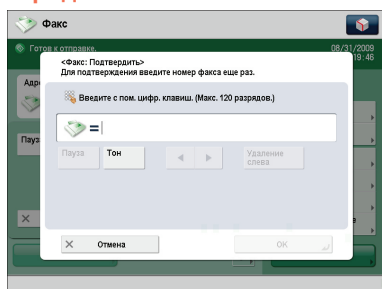 Факс
Готов к отправке.
08/31/2009
19:46
<Факс: Подтвердить>
Для подтверждения введите номер факса еще раз.
Введите с пом. цифр. клавиш. (Макс. 120 разрядов.)
=
Пауза Тон ◀ ▶ Удаление
слева
× Отмена OK